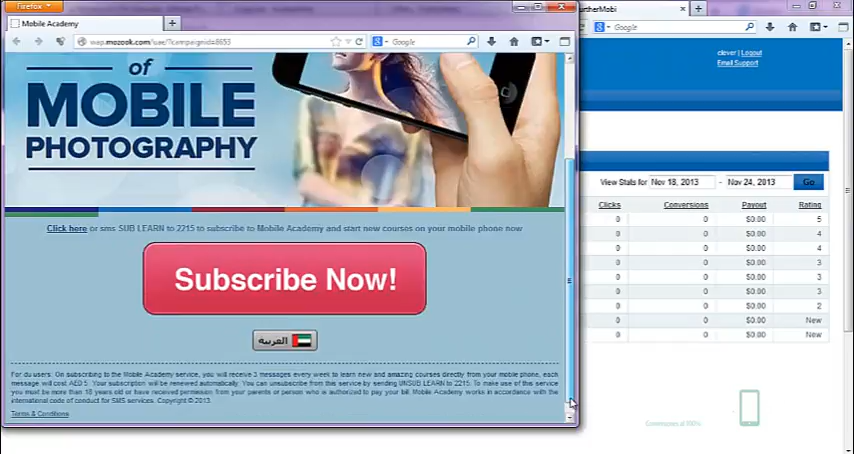 Firefox
Mobile Academy
wap.mozook.com/uae/?campaignid=8653
Google
of
MOBILE
PHOTOGRAPHY
Click here or sms SUB LEARN to 2215 to subscribe to Mobile Academy and start new courses on your mobile phone now
Subscribe Now!
العربية
For du users: On subscribing to the Mobile Academy service, you will receive 3 messages every week to learn new and amazing courses directly from your mobile phone, each
message will cost AED 5. Your subscription will be renewed automatically. You can unsubscribe from this service by sending UNSUB LEARN to 2215. To make use of this service
you must be more than 18 years old or have received permission from your parents or person who is authorized to pay your bill. Mobile Academy works in accordance with the
international code of conduct for SMS services. Copyright © 2013.
Terms & Conditions
urtherMobi
Google
clever | Logout
Email Support
View Stats for Nov 18, 2013 - Nov 24, 2013 Go
Clicks Conversions Payout Rating
0 0 $0.00 5
0 0 $0.00 4
0 0 $0.00 4
0 0 $0.00 3
0 0 $0.00 3
0 0 $0.00 3
0 0 $0.00 2
0 0 $0.00 New
0 0 $0.00 New